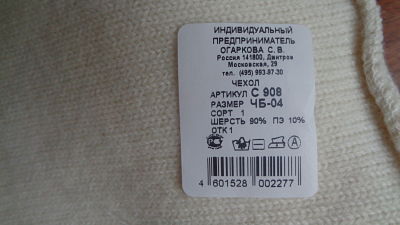 ИНДИВИДУАЛЬНЫЙ
ПРЕДПРИНИМАТЕЛЬ
ОГАРКОВА С. В.
Россия 141800, Дмитров
Московская, 29
тел. (495) 993-97-30
ЧЕХОЛ
АРТИКУЛ С 908
РАЗМЕР ЧБ-04
СОРТ 1
ШЕРСТЬ 90% ПЭ 10%
ОТК 1
А
4 601528 002277